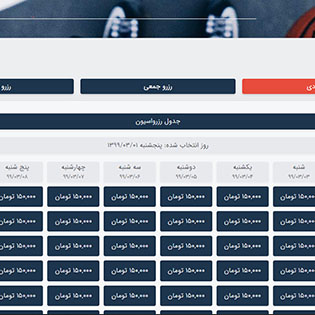 دی رزرو جمعی رزرو
جدول رزرواسیون
روز انتخاب شده: پنجشنبه ۱۳۹۹/۰۳/۰۱
شنبه یکشنبه دوشنبه سه شنبه چهارشنبه پنج شنبه
۹۹/۰۳/۰۳ ۹۹/۰۳/۰۴ ۹۹/۰۳/۰۵ ۹۹/۰۳/۰۶ ۹۹/۰۳/۰۷ ۹۹/۰۳/۰۸
۱۵۰,۰۰۰ تومان ۱۵۰,۰۰۰ تومان ۱۵۰,۰۰۰ تومان ۱۵۰,۰۰۰ تومان ۱۵۰,۰۰۰ تومان ۱۵۰,۰۰۰ تومان
۱۵۰,۰۰۰ تومان ۱۵۰,۰۰۰ تومان ۱۵۰,۰۰۰ تومان ۱۵۰,۰۰۰ تومان ۱۵۰,۰۰۰ تومان ۱۵۰,۰۰۰ تومان
۱۵۰,۰۰۰ تومان ۱۵۰,۰۰۰ تومان ۱۵۰,۰۰۰ تومان ۱۵۰,۰۰۰ تومان ۱۵۰,۰۰۰ تومان ۱۵۰,۰۰۰ تومان
۱۵۰,۰۰۰ تومان ۱۵۰,۰۰۰ تومان ۱۵۰,۰۰۰ تومان ۱۵۰,۰۰۰ تومان ۱۵۰,۰۰۰ تومان ۱۵۰,۰۰۰ تومان
۱۵۰,۰۰۰ تومان ۱۵۰,۰۰۰ تومان ۱۵۰,۰۰۰ تومان ۱۵۰,۰۰۰ تومان ۱۵۰,۰۰۰ تومان ۱۵۰,۰۰۰ تومان